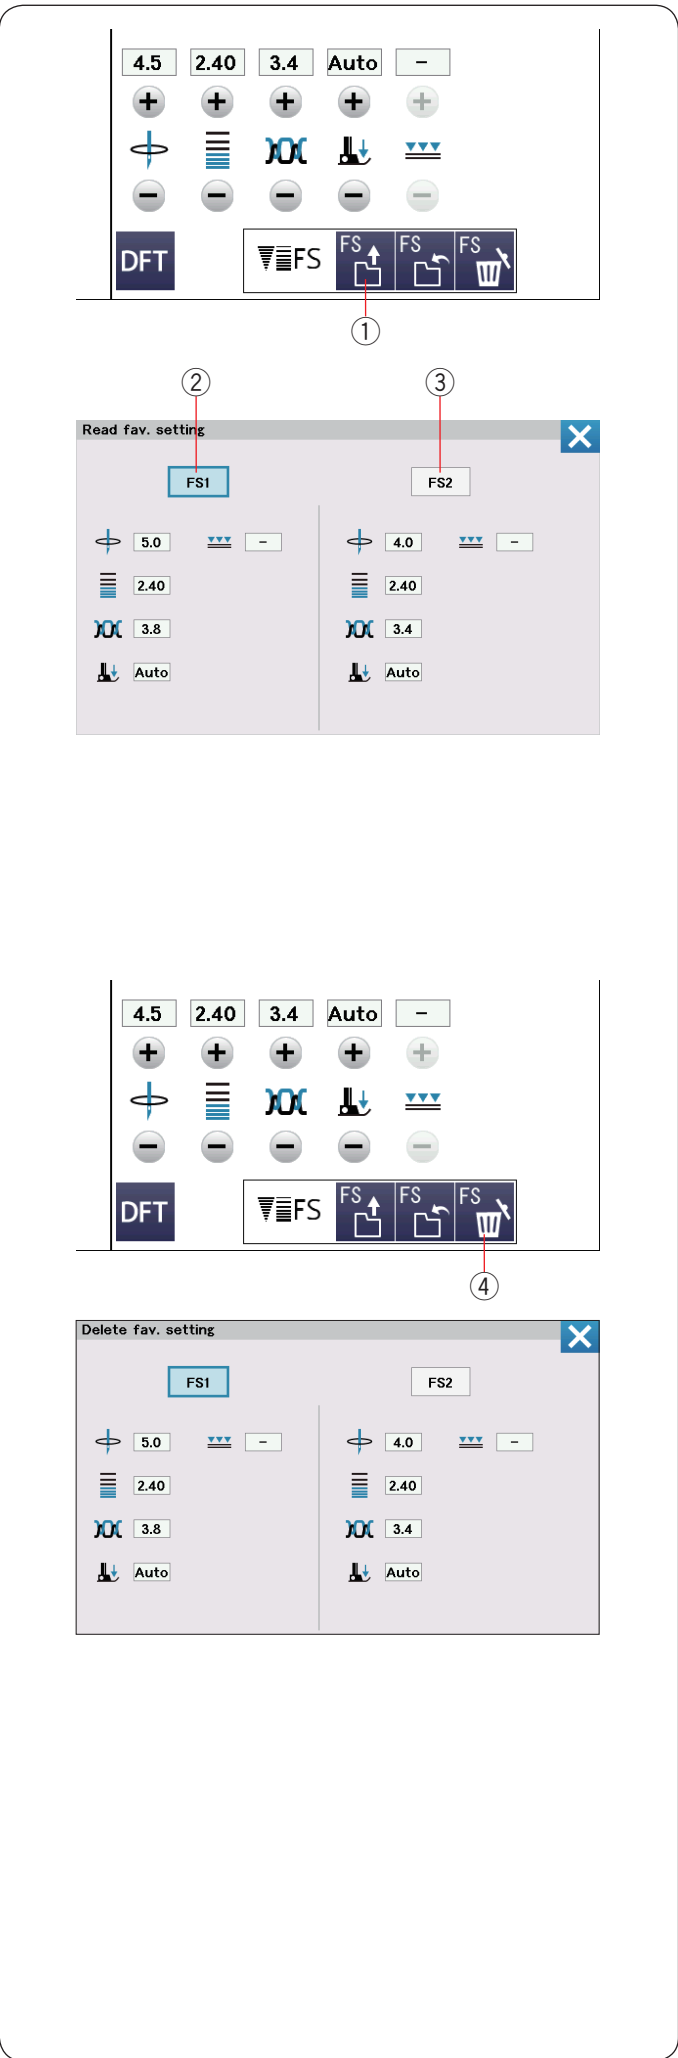 4.5 2.40 3.4 Auto –
DFT FS FS FS FS
①
② ③
Read fav. setting
FS1 FS2
5.0 – 4.0 –
2.40 2.40
3.8 3.4
Auto Auto
4.5 2.40 3.4 Auto –
DFT FS FS FS FS
④
Delete fav. setting
FS1 FS2
5.0 – 4.0 –
2.40 2.40
3.8 3.4
Auto Auto